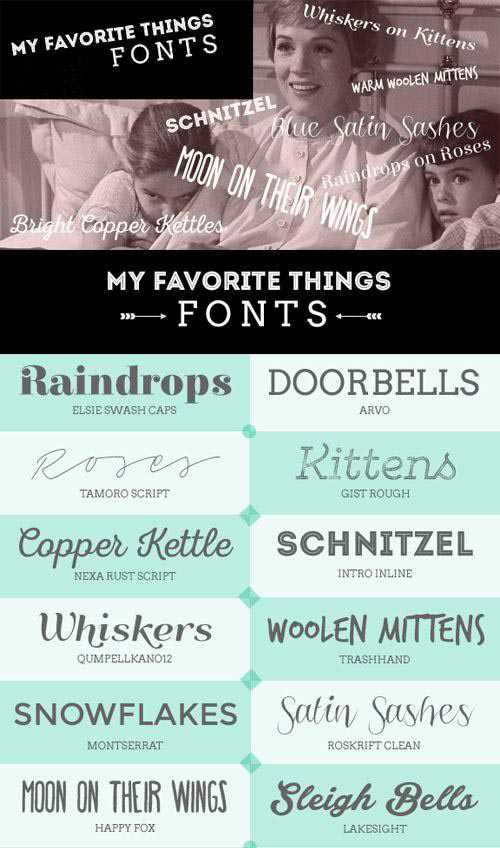 MY FAVORITE THINGS
FONTS
Whiskers on Kittens
WARM WOOLEN MITTENS
SCHNITZEL
Blue Satin Sashes
MOON ON THEIR WINGS
Raindrops on Roses
Bright Copper Kettles
MY FAVORITE THINGS
FONTS
Raindrops
ELSIE SWASH CAPS
DOORBELLS
ARVO
Roses
TAMORO SCRIPT
Kittens
GIST ROUGH
Copper Kettle
NEXA RUST SCRIPT
SCHNITZEL
INTRO INLINE
Whiskers
QUMPELLKANO12
WOOLEN MITTENS
TRASHHAND
SNOWFLAKES
MONTSERRAT
Satin Sashes
ROSKRIFT CLEAN
MOON ON THEIR WINGS
HAPPY FOX
Sleigh Bells
LAKESIGHT